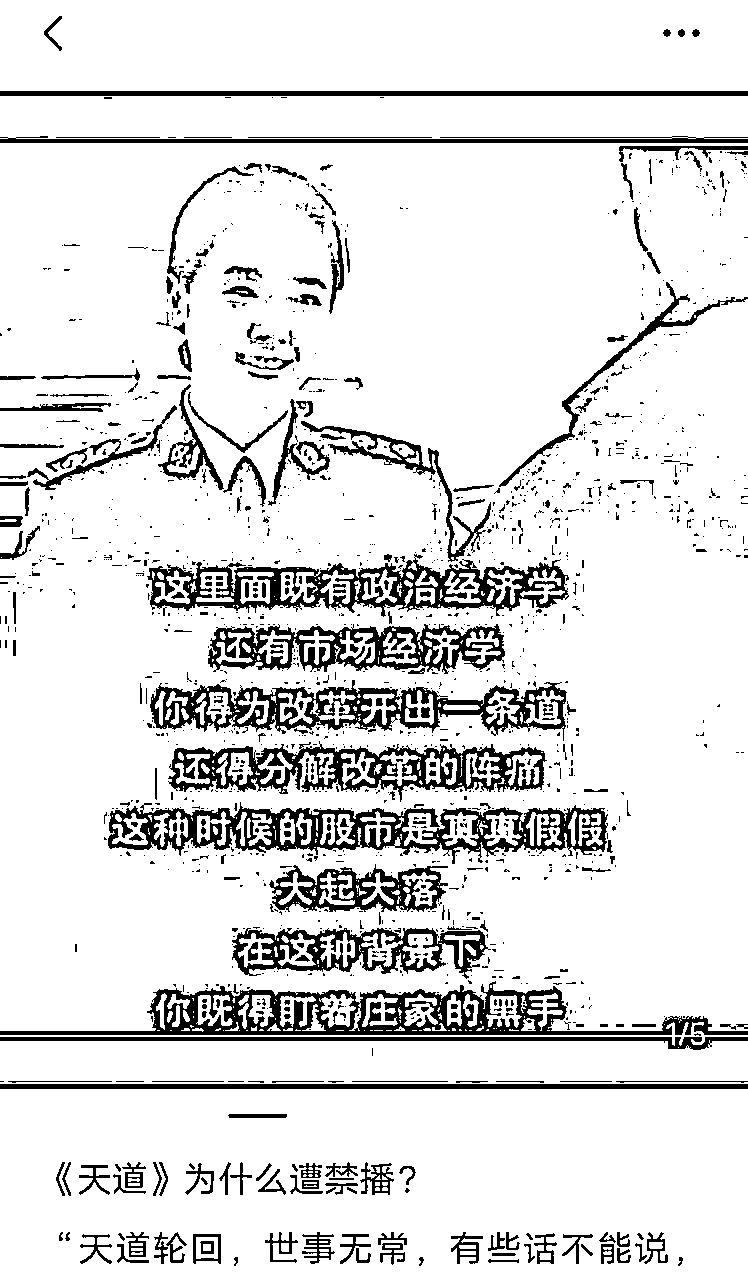 这里面既有政治经济学
还有市场经济学
你得为改革开出一条道
还得分解改革的阵痛
这种时候的股市是真真假假
大起大落
在这种背景下
你既得盯着庄家的黑手
1/5
《天道》为什么遭禁播?
“天道轮回，世事无常，有些话不能说，